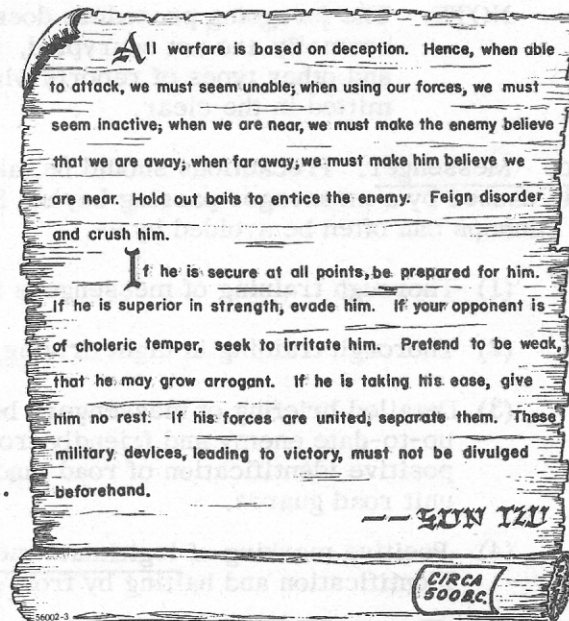 All warfare is based on deception. Hence, when able
to attack, we must seem unable; when using our forces, we must
seem inactive; when we are near, we must make the enemy believe
that we are away; when far away, we must make him believe we
are near. Hold out baits to entice the enemy. Feign disorder
and crush him.
If he is secure at all points, be prepared for him.
If he is superior in strength, evade him. If your opponent is
of choleric temper, seek to irritate him. Pretend to be weak,
that he may grow arrogant. If he is taking his ease, give
him no rest. If his forces are united, separate them. These
military devices, leading to victory, must not be divulged
beforehand.
-- SUN TZU
CIRCA
500 B.C.
56002-3